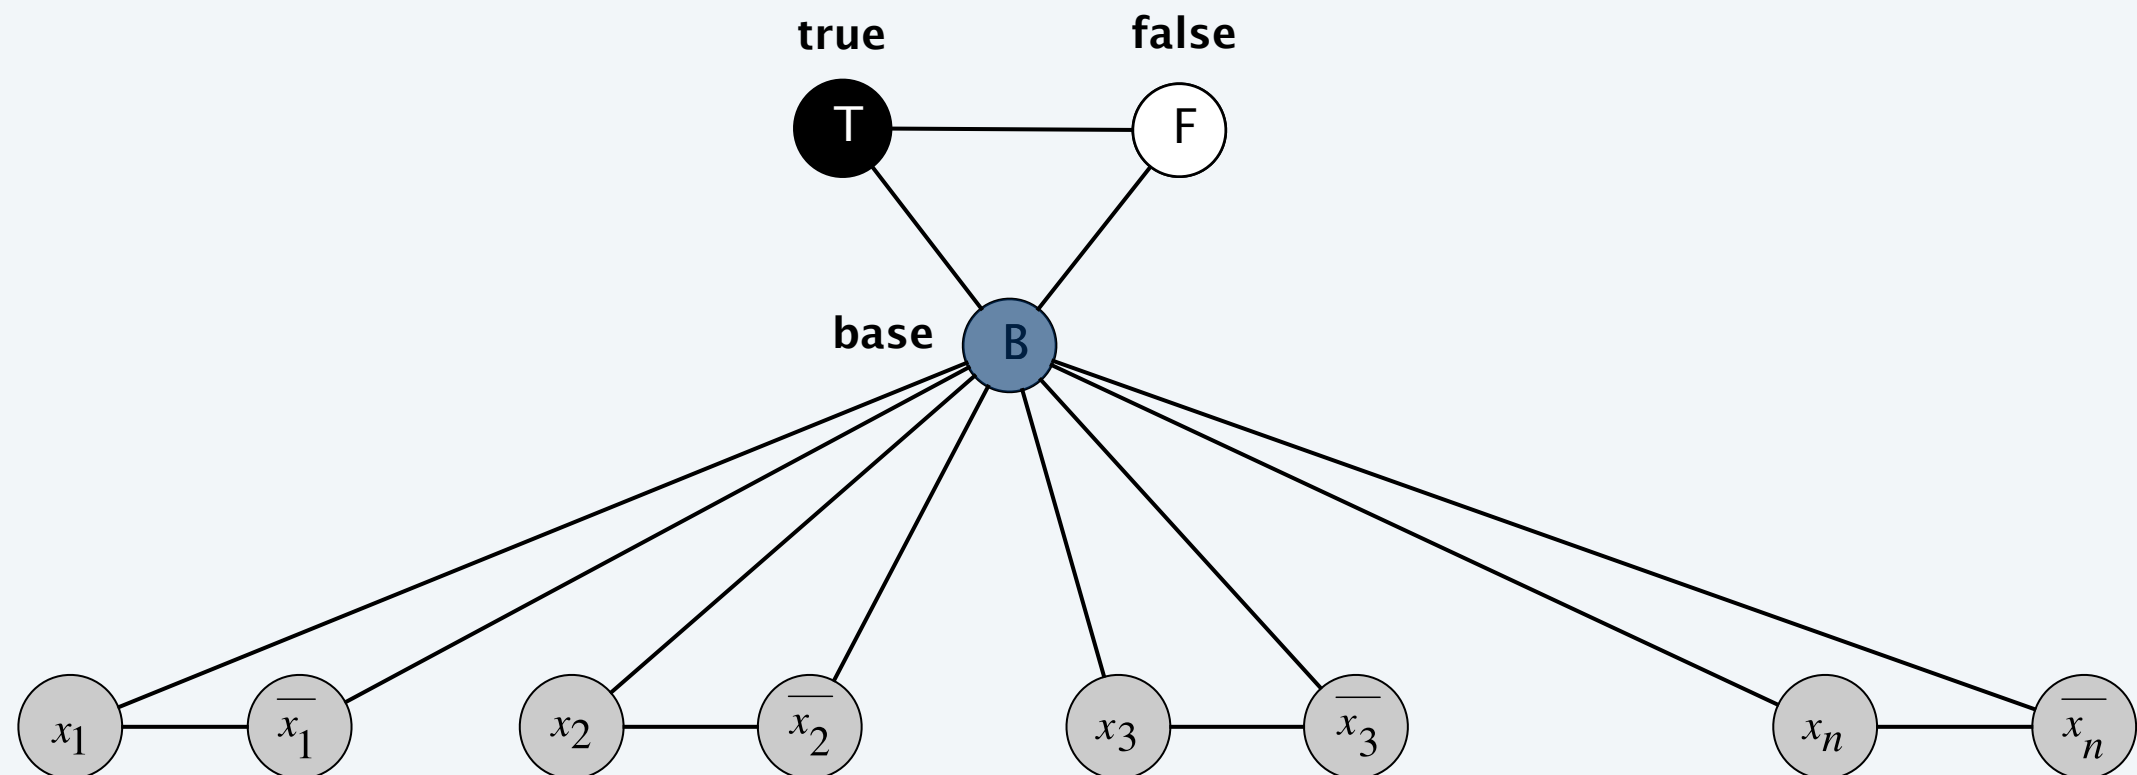 true false
T F
base B
x1 x̅1 x2 x̅2 x3 x̅3 xn x̅n